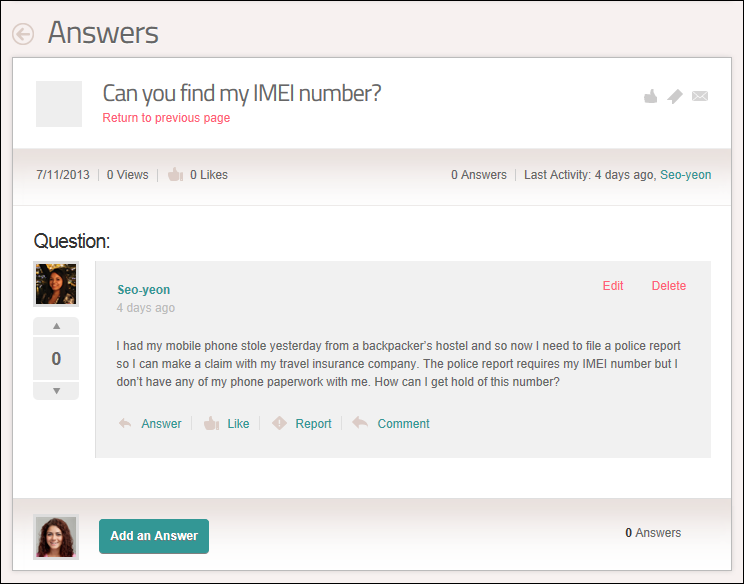 Answers
Can you find my IMEI number?
Return to previous page
7/11/2013 0 Views 0 Likes 0 Answers Last Activity: 4 days ago, Seo-yeon
Question:
Seo-yeon Edit Delete
4 days ago
0
I had my mobile phone stole yesterday from a backpacker's hostel and so now I need to file a police report
so I can make a claim with my travel insurance company. The police report requires my IMEI number but I
don't have any of my phone paperwork with me. How can I get hold of this number?
Answer Like Report Comment
Add an Answer 0 Answers